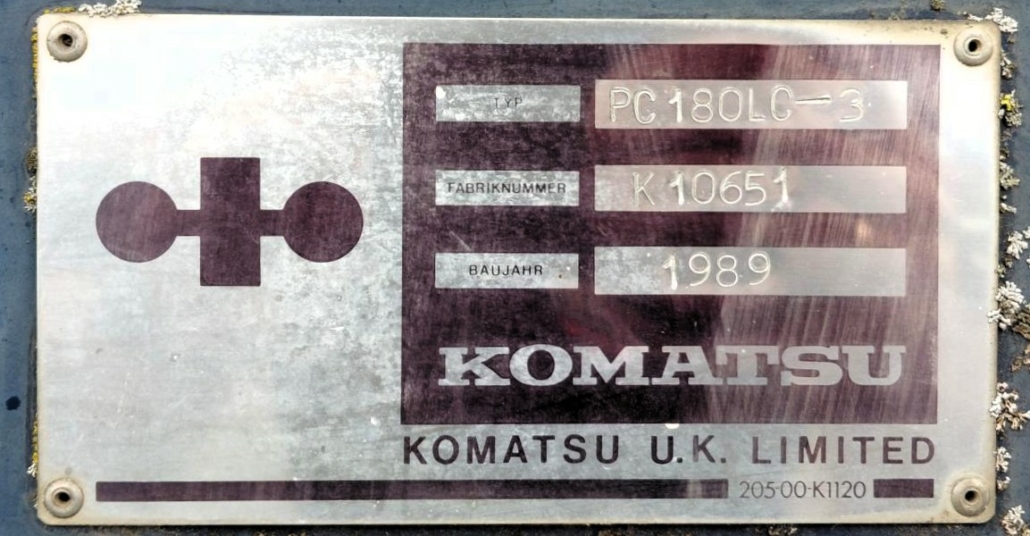 TYP PC180LC-3
FABRIKNUMMER K10651
BAUJAHR 1989
KOMATSU
KOMATSU U.K. LIMITED
205-00-K1120